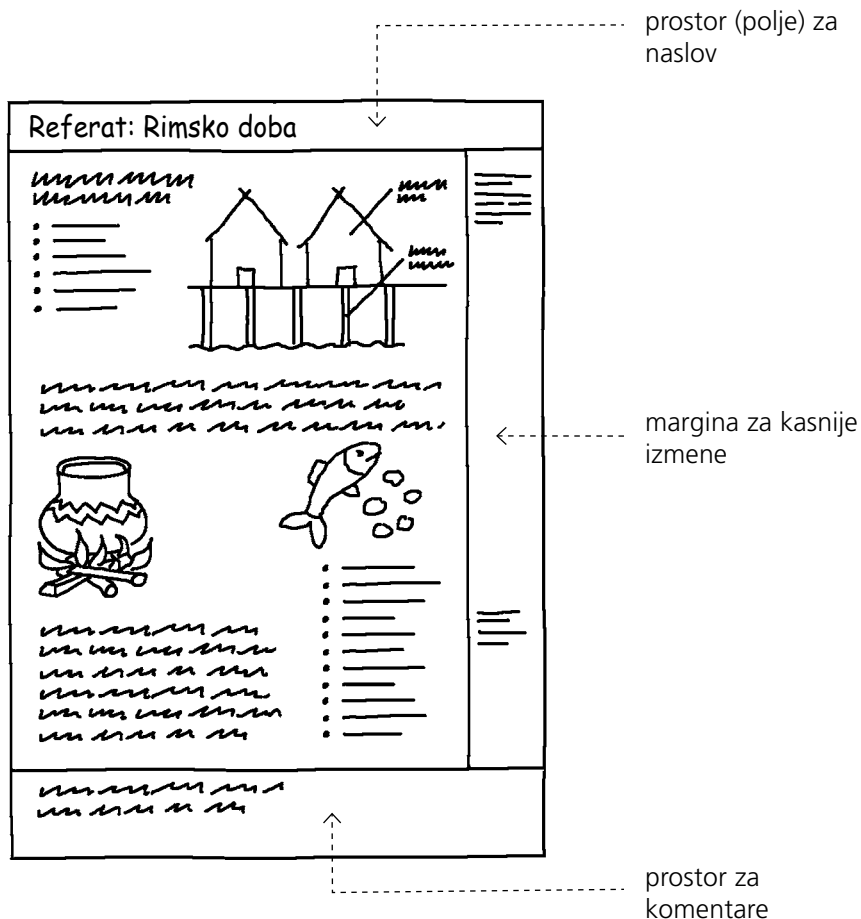 prostor (polje) za
naslov
Referat: Rimsko doba
margina za kasnije
izmene
prostor za
komentare